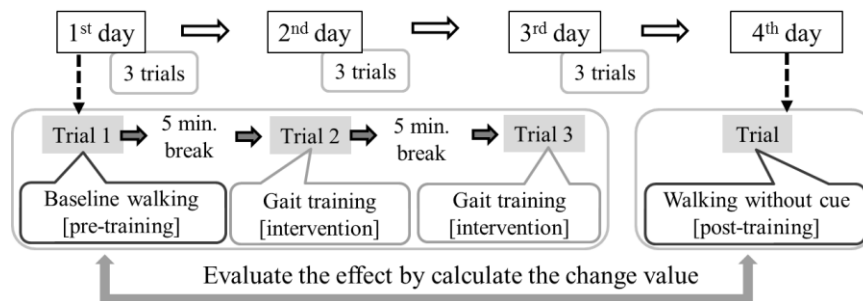 1st day
2nd day
3rd day
4th day
3 trials
3 trials
3 trials
Trial 1
5 min.
break
Trial 2
5 min.
break
Trial 3
Trial
Baseline walking
[pre-training]
Gait training
[intervention]
Gait training
[intervention]
Walking without cue
[post-training]
Evaluate the effect by calculate the change value